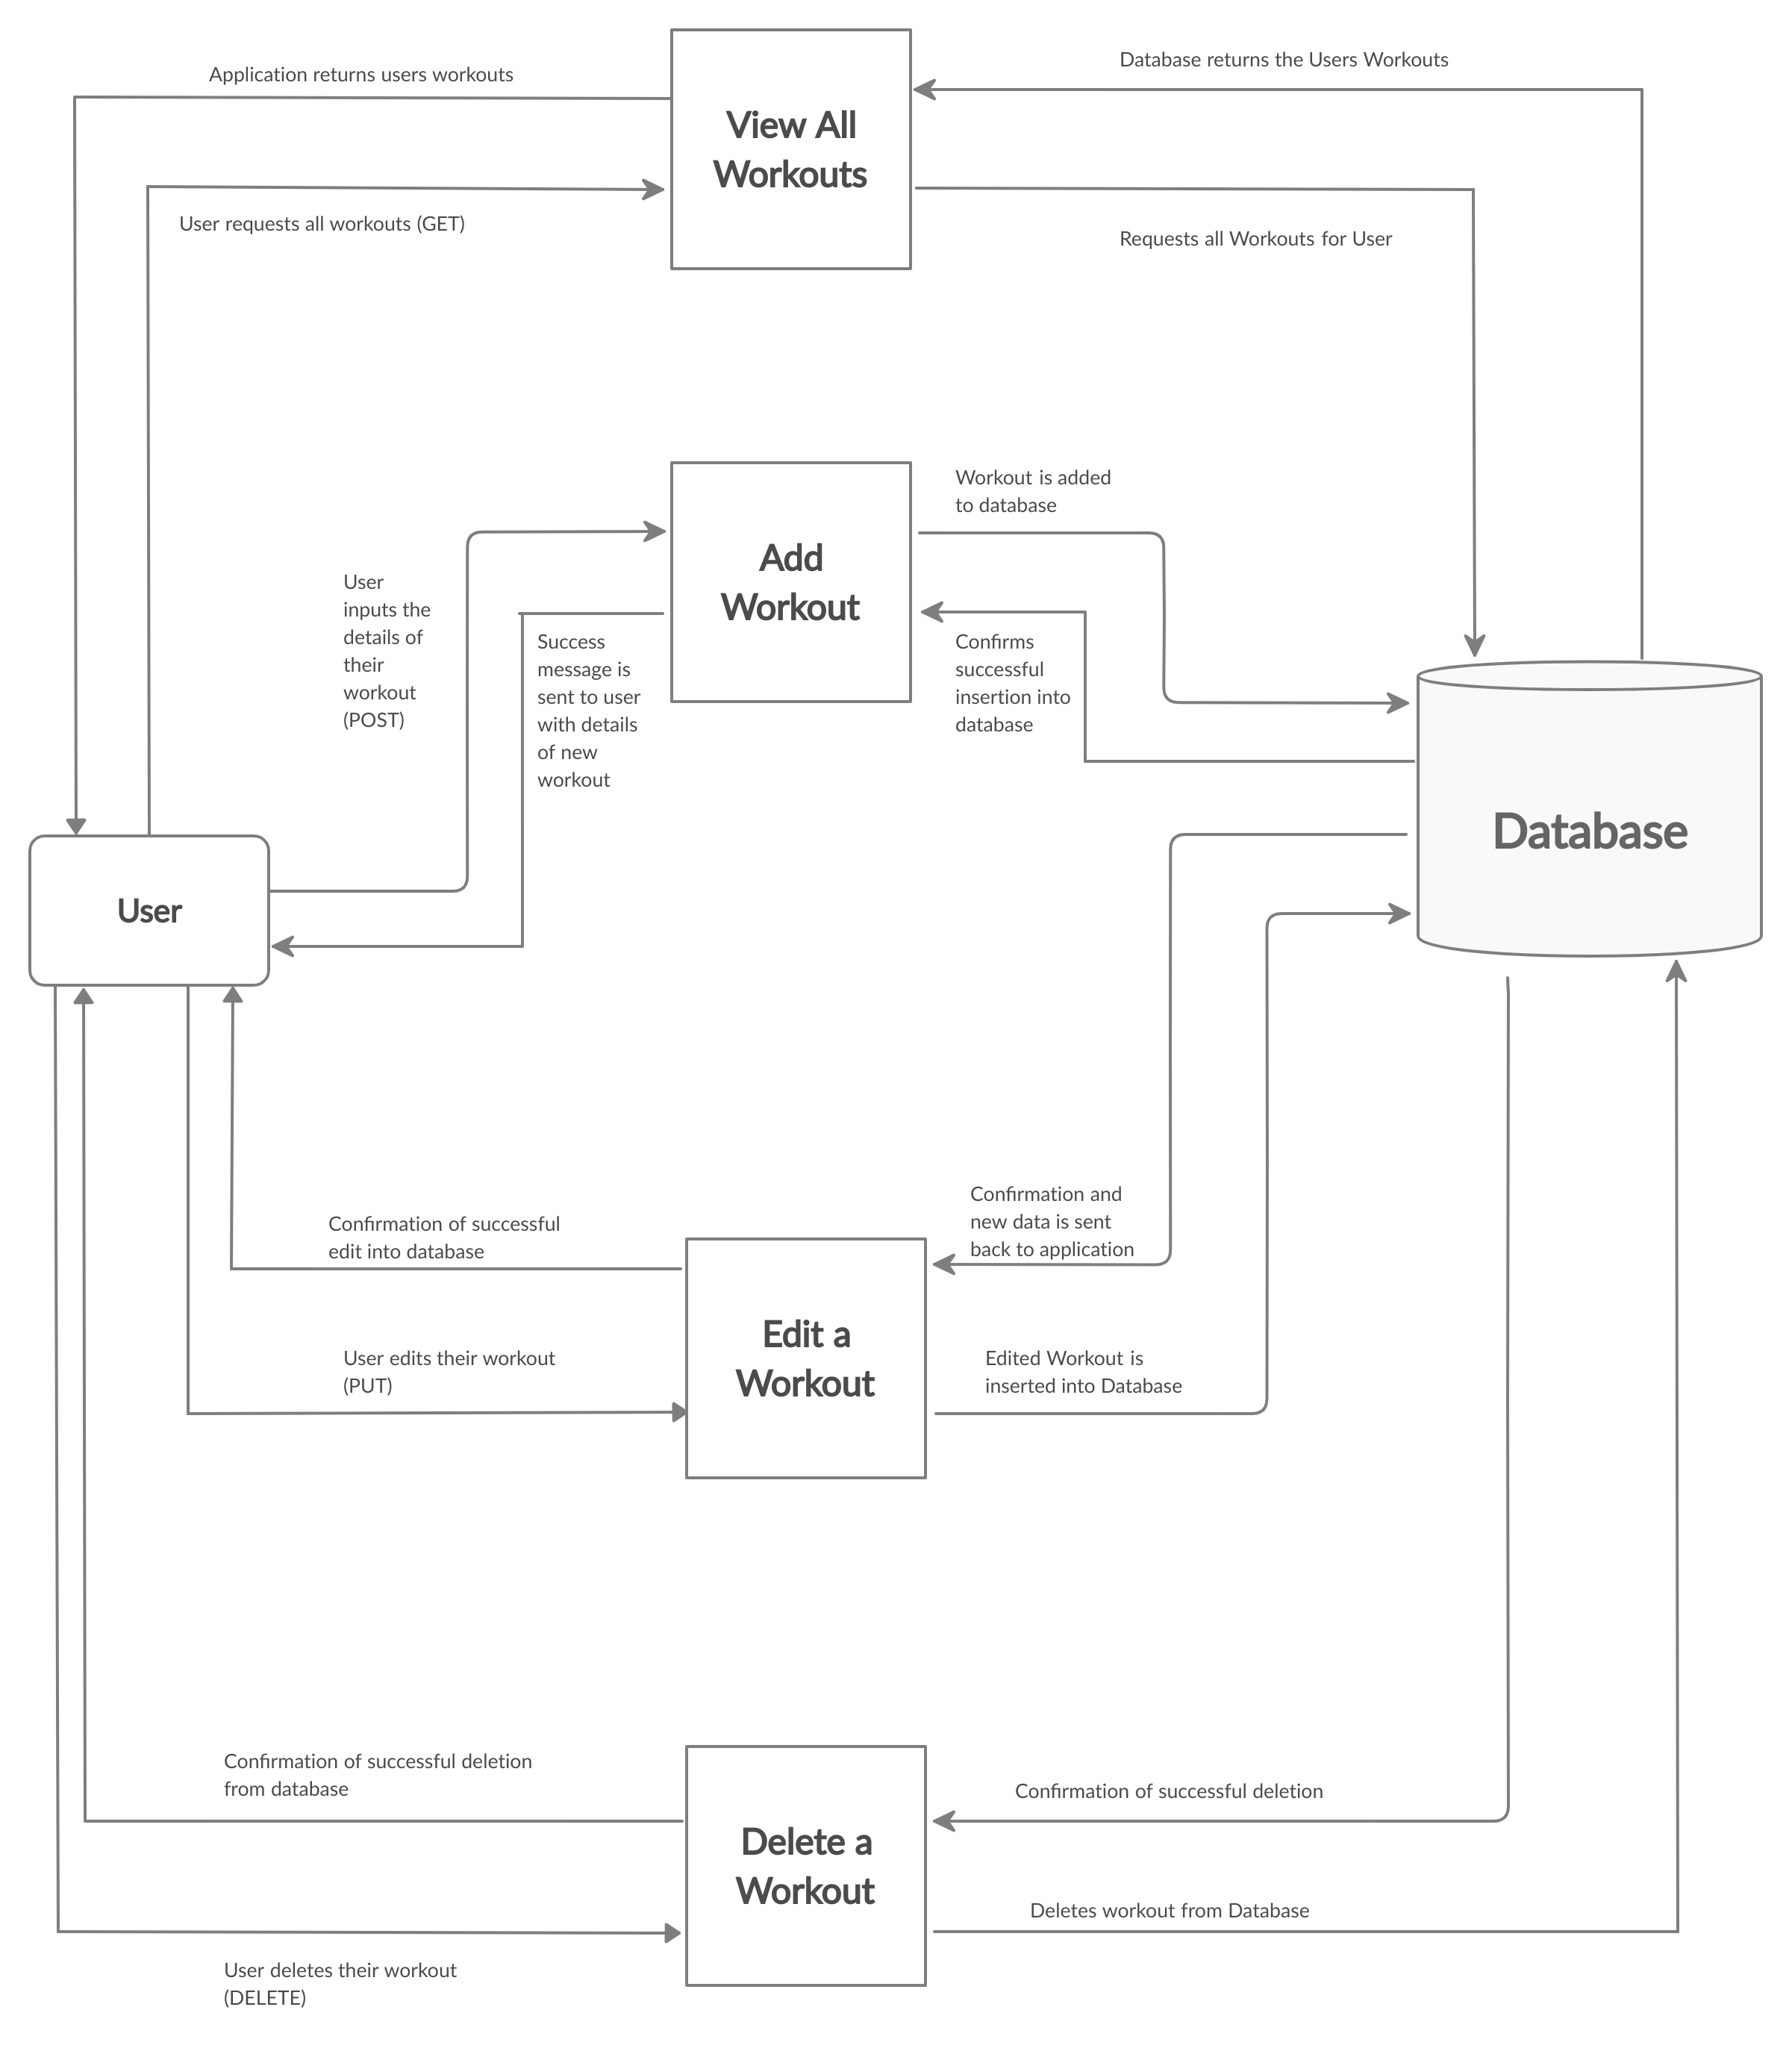 Application returns users workouts
Database returns the Users Workouts
View All
Workouts
User requests all workouts (GET)
Requests all Workouts for User
Workout is added
to database
Add
Workout
User
inputs the
details of
their
workout
(POST)
Success
message is
sent to user
with details
of new
workout
Confirms
successful
insertion into
database
Database
User
Confirmation and
new data is sent
back to application
Confirmation of successful
edit into database
Edit a
Workout
User edits their workout
(PUT)
Edited Workout is
inserted into Database
Confirmation of successful deletion
from database
Confirmation of successful deletion
Delete a
Workout
Deletes workout from Database
User deletes their workout
(DELETE)